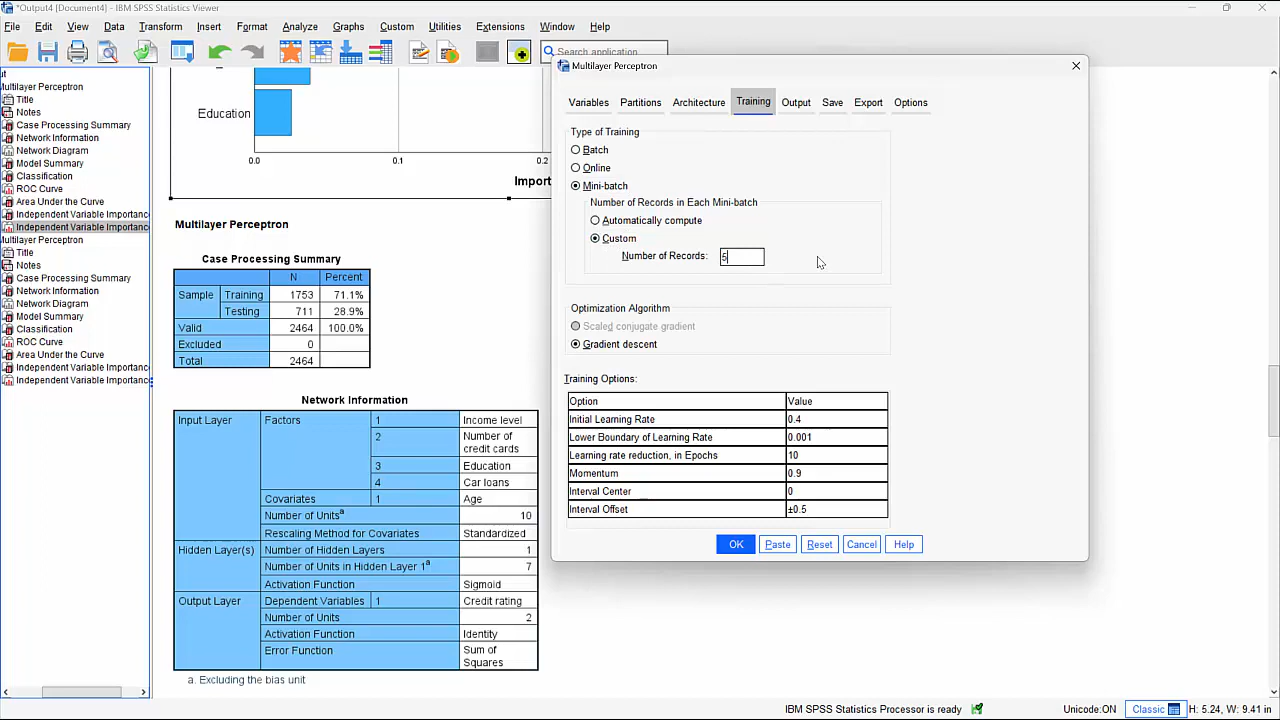 *Output4 [Document4] - IBM SPSS Statistics Viewer
File Edit View Data Transform Insert Format Analyze Graphs Custom Utilities Extensions Window Help
Search application
ut
Multilayer Perceptron
Title
Notes
Case Processing Summary
Network Information
Network Diagram
Model Summary
Classification
ROC Curve
Area Under the Curve
Independent Variable Importanc
Independent Variable Importanc
Multilayer Perceptron
Title
Notes
Case Processing Summary
Network Information
Network Diagram
Model Summary
Classification
ROC Curve
Area Under the Curve
Independent Variable Importanc
Independent Variable Importanc
Education
0.0 0.1 0.2
Import
Multilayer Perceptron
Case Processing Summary
N Percent
Sample Training 1753 71.1%
Testing 711 28.9%
Valid 2464 100.0%
Excluded 0
Total 2464
Network Information
Input Layer Factors 1 Income level
2 Number of
credit cards
3 Education
4 Car loans
Covariates 1 Age
Number of Units a 10
Rescaling Method for Covariates Standardized
Hidden Layer(s) Number of Hidden Layers 1
Number of Units in Hidden Layer 1 a 7
Activation Function Sigmoid
Output Layer Dependent Variables 1 Credit rating
Number of Units 2
Activation Function Identity
Error Function Sum of
Squares
a. Excluding the bias unit
Multilayer Perceptron
Variables Partitions Architecture Training Output Save Export Options
Type of Training
Batch
Online
Mini-batch
Number of Records in Each Mini-batch
Automatically compute
Custom
Number of Records: 5
Optimization Algorithm
Scaled conjugate gradient
Gradient descent
Training Options:
Option Value
Initial Learning Rate 0.4
Lower Boundary of Learning Rate 0.001
Learning rate reduction, in Epochs 10
Momentum 0.9
Interval Center 0
Interval Offset ±0.5
OK Paste Reset Cancel Help
IBM SPSS Statistics Processor is ready Unicode:ON Classic H: 5.24, W: 9.41 in